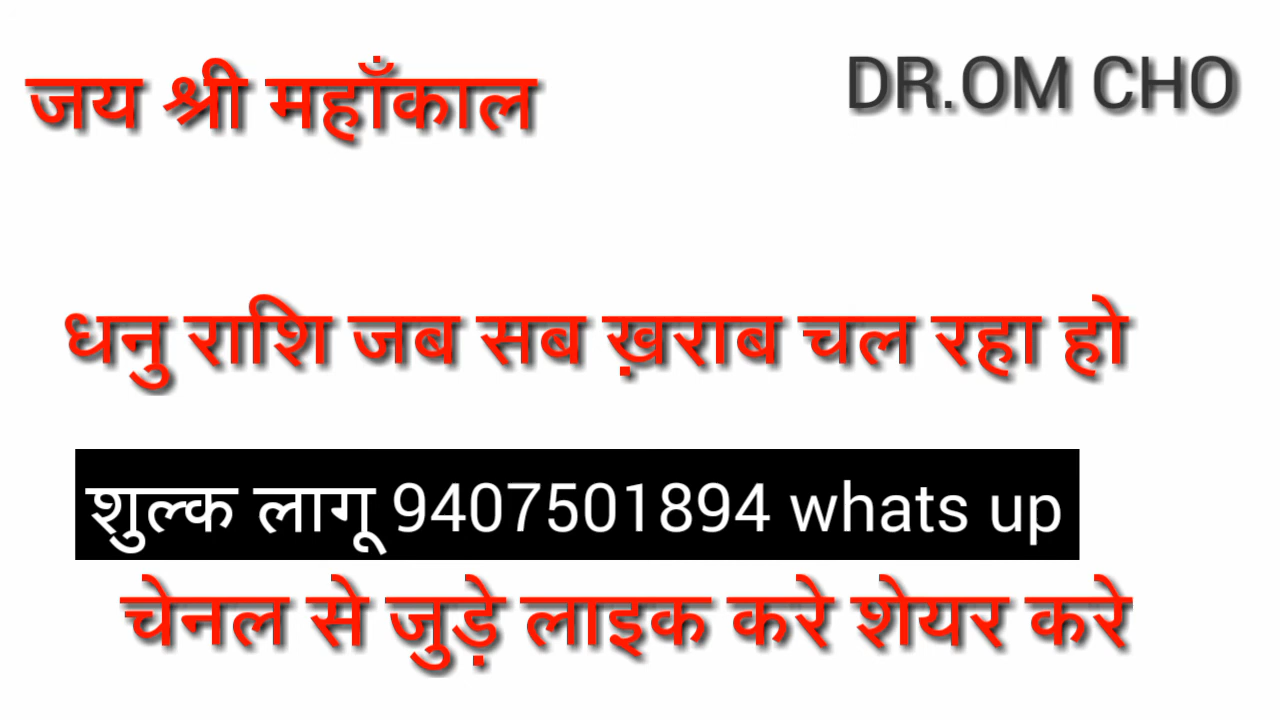 जय श्री महाँकाल
DR.OM CHO
धनु राशि जब सब ख़राब चल रहा हो
शुल्क लागू 9407501894 whats up
चेनल से जुड़े लाइक करे शेयर करे